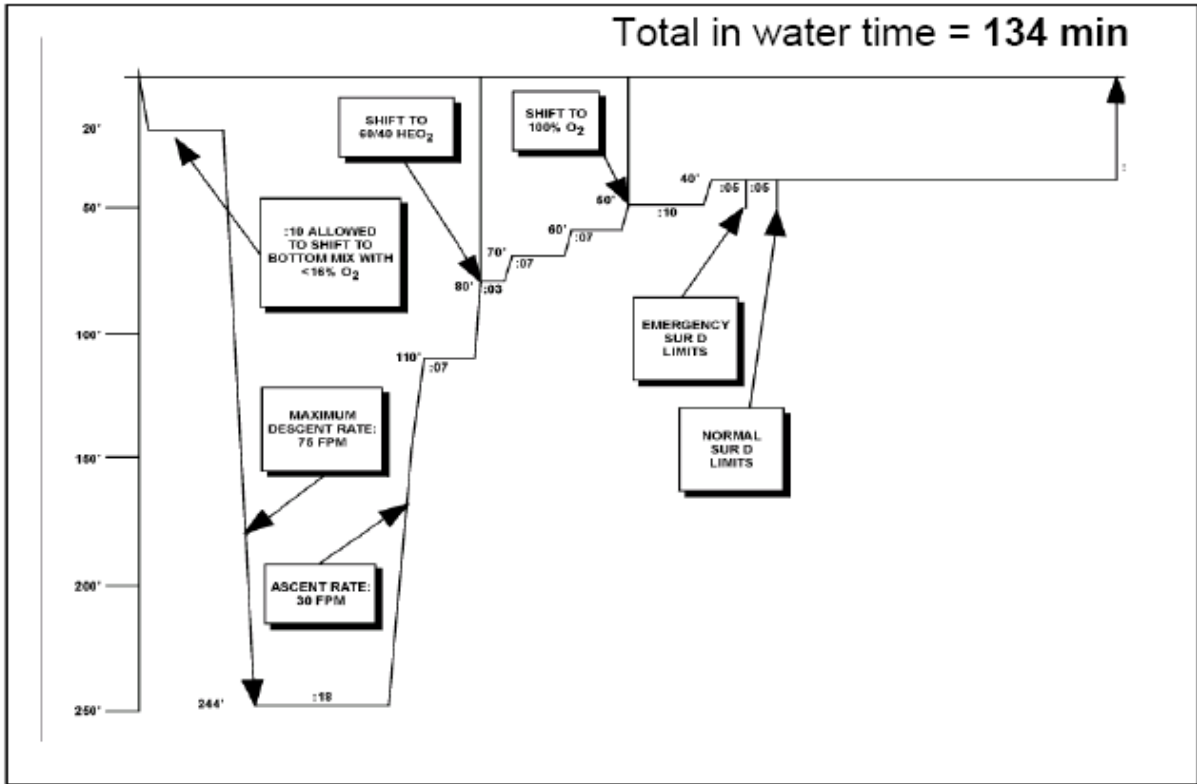 Total in water time = 134 min
SHIFT TO
60/40 HEO2
SHIFT TO
100% O2
20'
40'
:05
:05
50'
50'
:10
60'
:07
:10 ALLOWED
TO SHIFT TO
BOTTOM MIX WITH
<16% O2
70'
:07
80'
:03
EMERGENCY
SUR D
LIMITS
100'
110'
:07
MAXIMUM
DESCENT RATE:
75 FPM
NORMAL
SUR D
LIMITS
150'
ASCENT RATE:
30 FPM
200'
244'
:18
250'